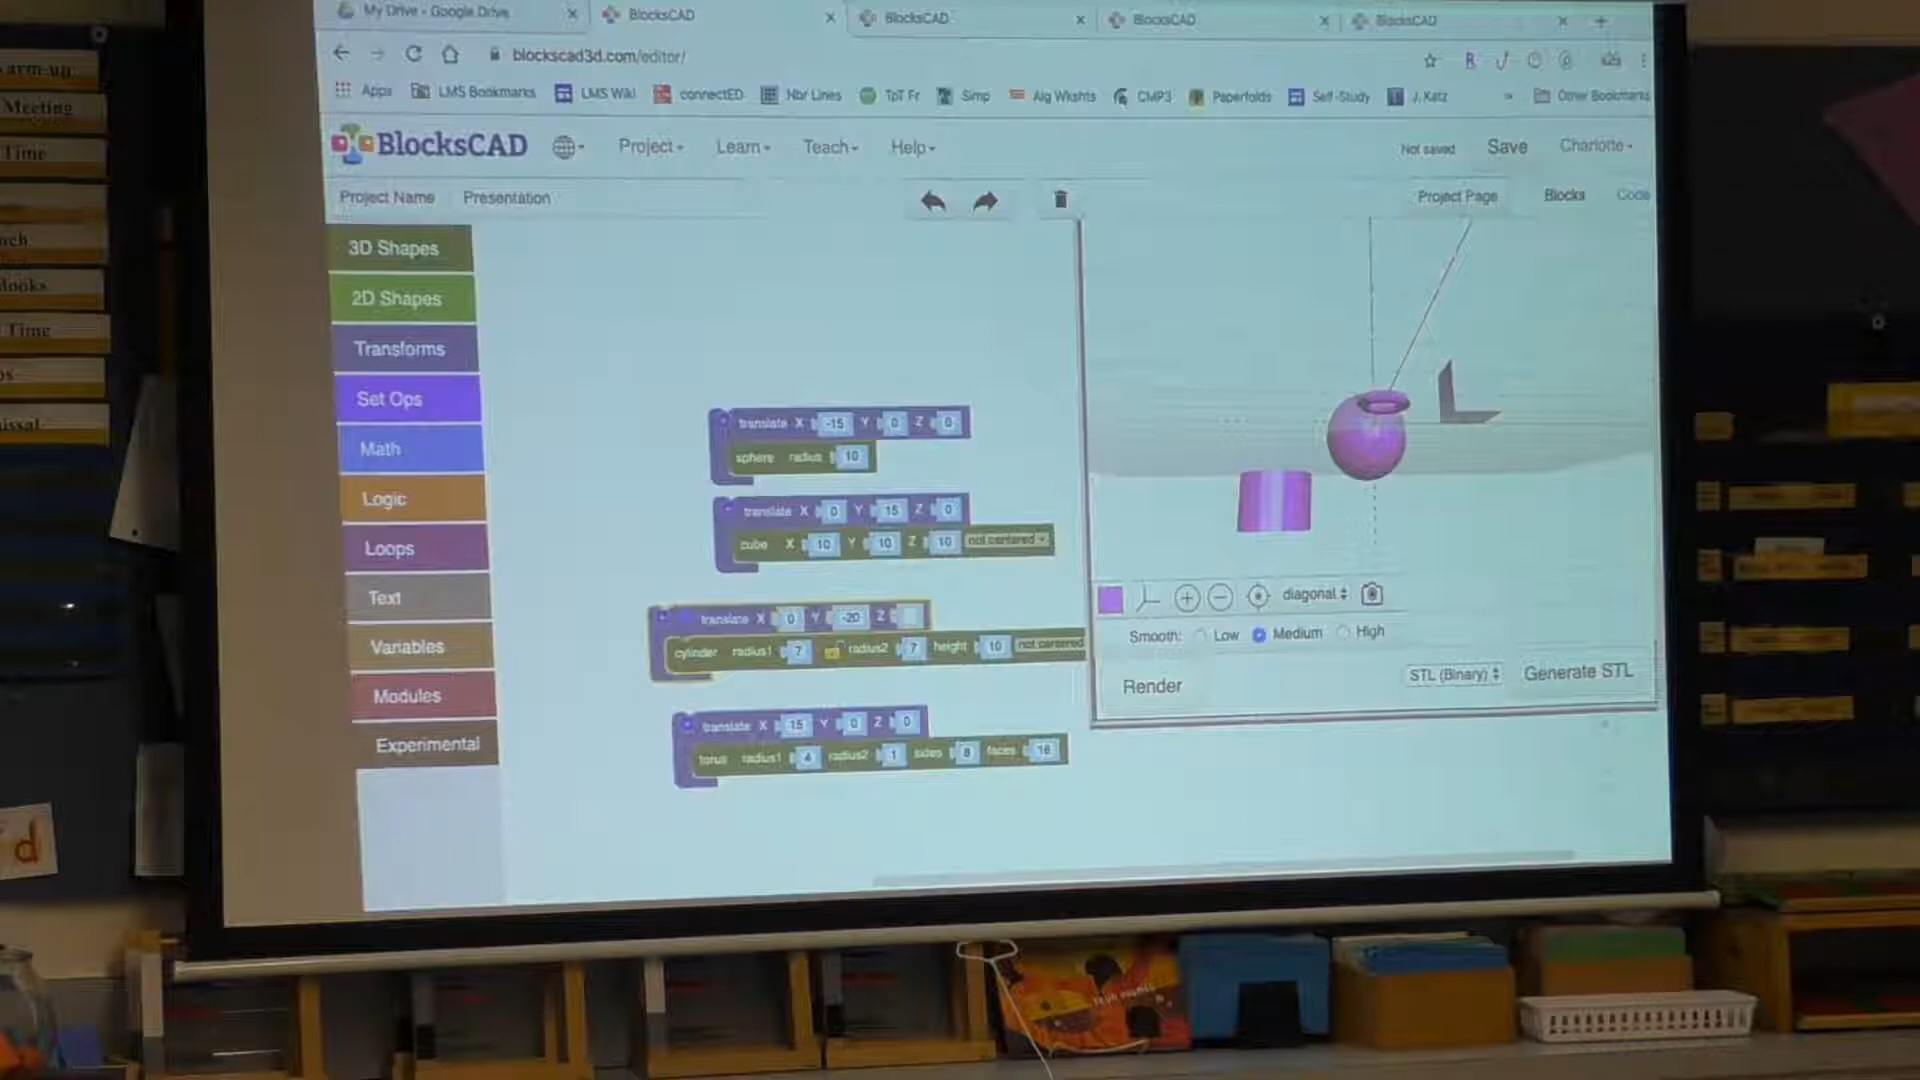 My Drive - Google Drive
BlocksCAD
BlocksCAD
BlocksCAD
BlocksCAD
blockscad3d.com/editor/
Apps
LMS Bookmarks
LMS Wiki
connectED
Nbr Lines
TpT Fr
Simp
Alg Wkshts
CMP3
Paperfolds
Self-Study
J. Katz
»
Other Bookmarks
BlocksCAD
Project
Learn
Teach
Help
Not saved
Save
Charlotte
Project Name
Presentation
Project Page
Blocks
Code
3D Shapes
2D Shapes
Transforms
Set Ops
Math
Logic
Loops
Text
Variables
Modules
Experimental
translate X -15 Y 0 Z 0
sphere radius 10
translate X 0 Y 15 Z 0
cube X 10 Y 10 Z 10 not centered
translate X 0 Y -20 Z
cylinder radius1 7 radius2 7 height 10 not centered
translate X 15 Y 0 Z 0
torus radius1 4 radius2 1 sides 8 faces 16
diagonal
Smooth: Low Medium High
Render
STL (Binary)
Generate STL
arm-up
Meeting
Time
Time
issal
d